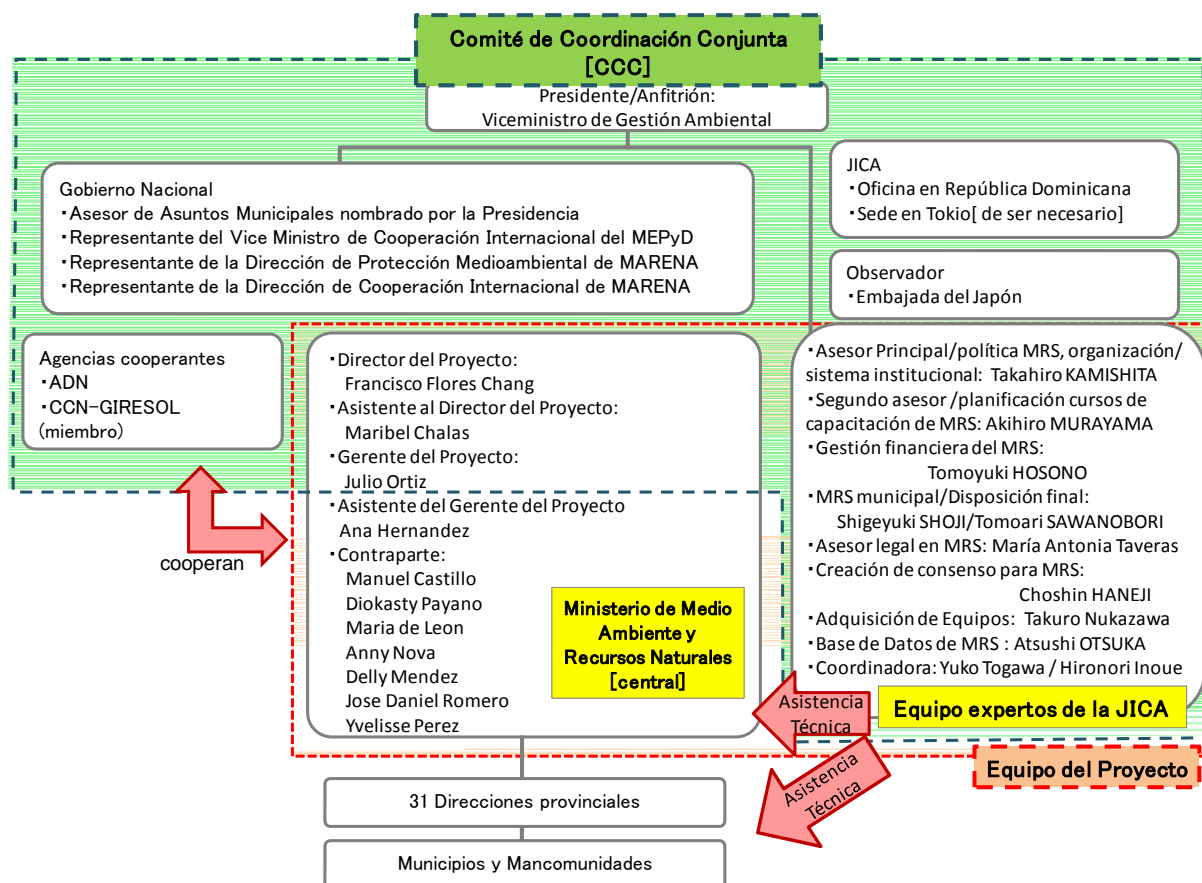 Comité de Coordinación Conjunta
[CCC]
Presidente/Anfitrión:
Viceministro de Gestión Ambiental
Gobierno Nacional
・Asesor de Asuntos Municipales nombrado por la Presidencia
・Representante del Vice Ministro de Cooperación Internacional del MEPyD
・Representante de la Dirección de Protección Medioambiental de MARENA
・Representante de la Dirección de Cooperación Internacional de MARENA
JICA
・Oficina en República Dominicana
・Sede en Tokio[ de ser necesario]
Observador
・Embajada del Japón
Agencias cooperantes
・ADN
・CCN-GIRESOL
(miembro)
cooperan
・Director del Proyecto:
Francisco Flores Chang
・Asistente al Director del Proyecto:
Maribel Chalas
・Gerente del Proyecto:
Julio Ortiz
・Asistente del Gerente del Proyecto
Ana Hernandez
・Contraparte:
Manuel Castillo
Diokasty Payano
Maria de Leon
Anny Nova
Delly Mendez
Jose Daniel Romero
Yvelisse Perez
Ministerio de Medio
Ambiente y
Recursos Naturales
[central]
・Asesor Principal/política MRS, organización/
sistema institucional: Takahiro KAMISHITA
・Segundo asesor /planificación cursos de
capacitación de MRS: Akihiro MURAYAMA
・Gestión financiera del MRS:
Tomoyuki HOSONO
・MRS municipal/Disposición final:
Shigeyuki SHOJI/Tomoari SAWANOBORI
・Asesor legal en MRS: María Antonia Taveras
・Creación de consenso para MRS:
Choshin HANEJI
・Adquisición de Equipos: Takuro Nukazawa
・Base de Datos de MRS : Atsushi OTSUKA
・Coordinadora: Yuko Togawa / Hironori Inoue
Equipo expertos de la JICA
Asistencia
Técnica
Asistencia
Técnica
Equipo del Proyecto
31 Direcciones provinciales
Municipios y Mancomunidades